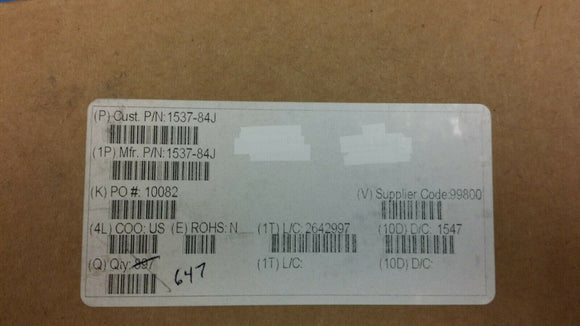 (P) Cust. P/N:1537-84J
(1P) Mfr. P/N:1537-84J
(K) PO #: 10082
(V) Supplier Code:99800
(4L) COO: US (E) ROHS: N (1T) L/C: 2642997 (10D) D/C: 1547
(Q) Qty: 897 (1T) L/C: (10D) D/C:
647